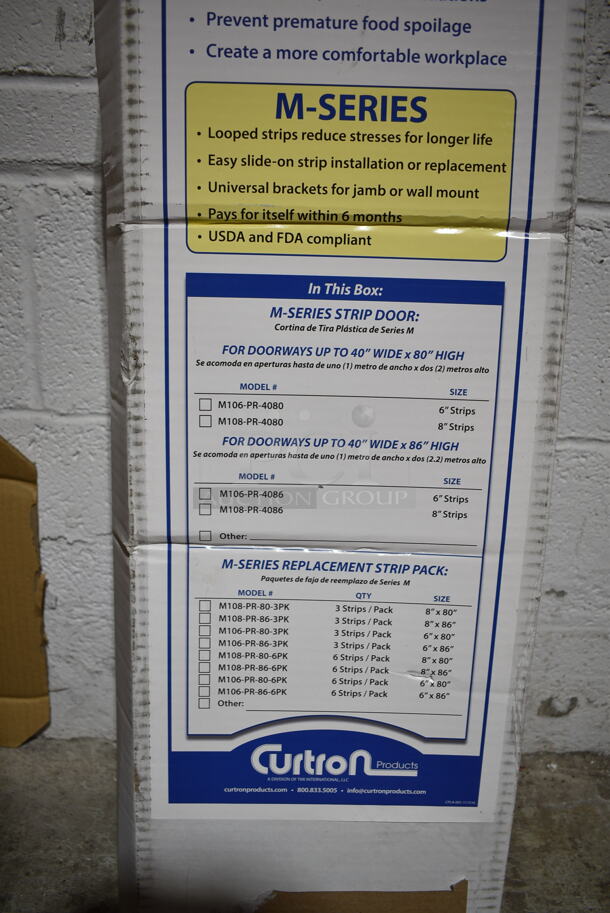 • Prevent premature food spoilage
• Create a more comfortable workplace
M-SERIES
• Looped strips reduce stresses for longer life
• Easy slide-on strip installation or replacement
• Universal brackets for jamb or wall mount
• Pays for itself within 6 months
• USDA and FDA compliant
In This Box:
M-SERIES STRIP DOOR:
Cortina de Tira Plástica de Series M
FOR DOORWAYS UP TO 40" WIDE x 80" HIGH
Se acomoda en aperturas hasta de uno (1) metro de ancho x dos (2) metros alto
MODEL # SIZE
M106-PR-4080 6" Strips
M108-PR-4080 8" Strips
FOR DOORWAYS UP TO 40" WIDE x 86" HIGH
Se acomoda en aperturas hasta de uno (1) metro de ancho x dos (2.2) metros alto
MODEL # SIZE
M106-PR-4086 6" Strips
M108-PR-4086 8" Strips
AUCTION GROUP
Other:
M-SERIES REPLACEMENT STRIP PACK:
Paquetes de faja de reemplazo de Series M
MODEL # QTY SIZE
M108-PR-80-3PK 3 Strips / Pack 8" x 80"
M108-PR-86-3PK 3 Strips / Pack 8" x 86"
M106-PR-80-3PK 3 Strips / Pack 6" x 80"
M106-PR-86-3PK 3 Strips / Pack 6" x 86"
M108-PR-80-6PK 6 Strips / Pack 8" x 80"
M108-PR-86-6PK 6 Strips / Pack 8" x 86"
M106-PR-80-6PK 6 Strips / Pack 6" x 80"
M106-PR-86-6PK 6 Strips / Pack 6" x 86"
Other:
Curtron Products
A DIVISION OF TMI INTERNATIONAL, LLC
curtronproducts.com • 800.833.5005 • info@curtronproducts.com